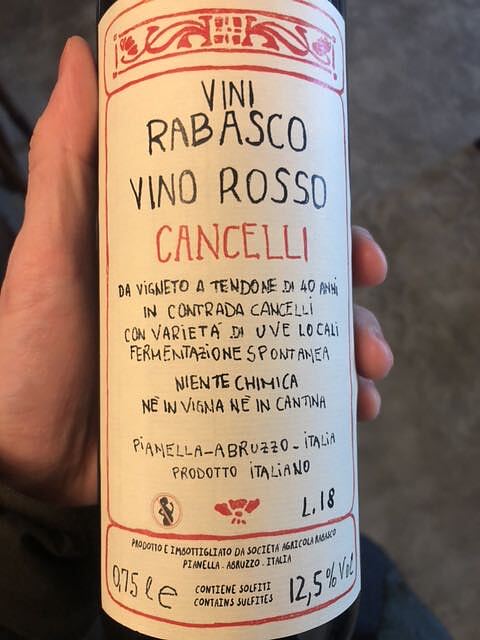 VINI
RABASCO
VINO ROSSO
CANCELLI
DA VIGNETO A TENDONE DI 40 ANNI
IN CONTRADA CANCELLI
CON VARIETÀ DI UVE LOCALI
FERMENTAZIONE SPONTANEA
NIENTE CHIMICA
NÈ IN VIGNA NÈ IN CANTINA
PIANELLA-ABRUZZO-ITALIA
PRODOTTO ITALIANO
L.18
PRODOTTO E IMBOTTIGLIATO DA SOCIETÀ AGRICOLA RABASCO
PIANELLA . ABRUZZO . ITALIA
0,75 l e
CONTIENE SOLFITI
CONTAINS SULFITES
12,5% Vol